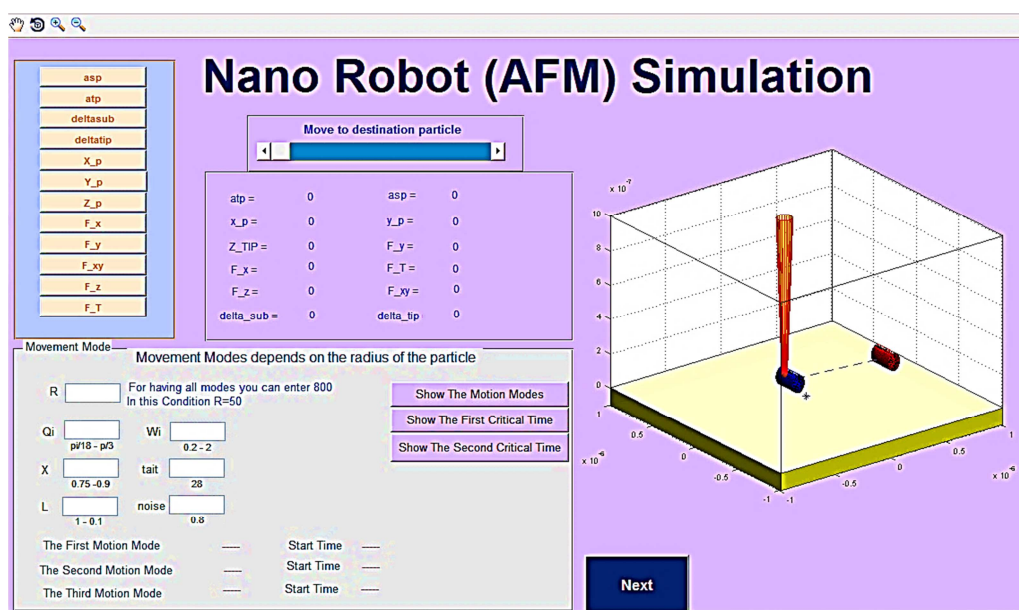 Nano Robot (AFM) Simulation
asp
atp
deltasub
deltatip
X_p
Y_p
Z_p
F_x
F_y
F_xy
F_z
F_T
Move to destination particle
atp = 0 asp = 0
x_p = 0 y_p = 0
Z_TIP = 0 F_y = 0
F_x = 0 F_T = 0
F_z = 0 F_xy = 0
delta_sub = 0 delta_tip 0
x 10^-7
10
8
6
4
2
0
1
0.5
0
-0.5
-1
x 10^-6
-1
-0.5
0
0.5
1
x 10^-6
Movement Mode
Movement Modes depends on the radius of the particle
R
For having all modes you can enter 800
In this Condition R=50
Qi
pi/18 - p/3
Wi
0.2 - 2
X
0.75 -0.9
tait
28
L
1 - 0.1
noise
0.8
Show The Motion Modes
Show The First Critical Time
Show The Second Critical Time
The First Motion Mode ---- Start Time ----
The Second Motion Mode ---- Start Time ----
The Third Motion Mode ---- Start Time ----
Next